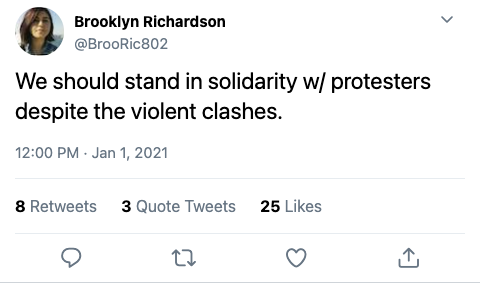 Brooklyn Richardson
@BrooRic802
We should stand in solidarity w/ protesters
despite the violent clashes.
12:00 PM · Jan 1, 2021
8 Retweets 3 Quote Tweets 25 Likes